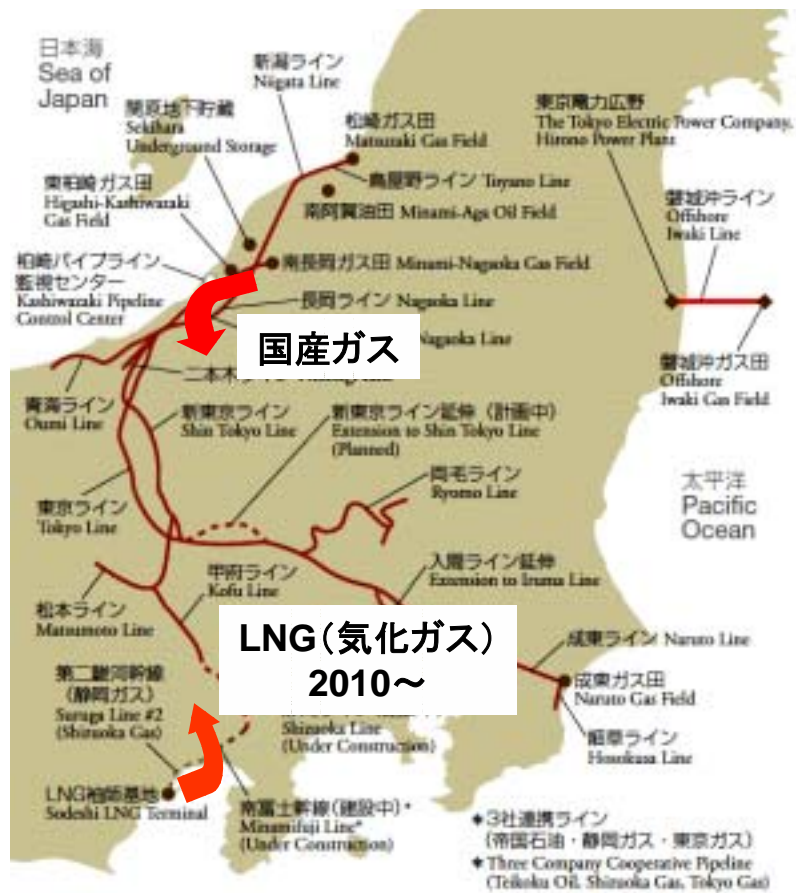 日本海
Sea of
Japan
新潟ライン
Niigata Line
関原地下貯蔵
Sekihara
Underground Storage
松崎ガス田
Matsuzaki Gas Field
東京電力広野
The Tokyo Electric Power Company,
Hirono Power Plant
東柏崎ガス田
Higashi-Kashiwazaki
Gas Field
鳥屋野ライン Toyano Line
南阿賀油田 Minami-Aga Oil Field
磐城沖ライン
Offshore
Iwaki Line
柏崎パイプライン
監視センター
Kashiwazaki Pipeline
Control Center
南長岡ガス田 Minami-Nagaoka Gas Field
長岡ライン Nagaoka Line
Nagaoka Line
国産ガス
二本木
磐城沖ガス田
Offshore
Iwaki Gas Field
青海ライン
Oumi Line
新東京ライン
Shin Tokyo Line
新東京ライン延伸(計画中)
Extension to Shin Tokyo Line
(Planned)
両毛ライン
Ryomo Line
太平洋
Pacific
Ocean
東京ライン
Tokyo Line
甲府ライン
Kofu Line
入間ライン延伸
Extension to Iruma Line
松本ライン
Matsumoto Line
LNG(気化ガス)
2010～
成東ライン Naruto Line
第二駿河幹線
(静岡ガス)
Suruga Line #2
(Shizuoka Gas)
成東ガス田
Naruto Gas Field
Shizuoka Line
(Under Construction)
細草ライン
Hosokusa Line
LNG袖師基地
Sodeshi LNG Terminal
南富士幹線(建設中)*
Minamifuji Line*
(Under Construction)
◆3社連携ライン
(帝国石油・静岡ガス・東京ガス)
◆Three Company Cooperative Pipeline
(Teikoku Oil, Shizuoka Gas, Tokyo Gas)